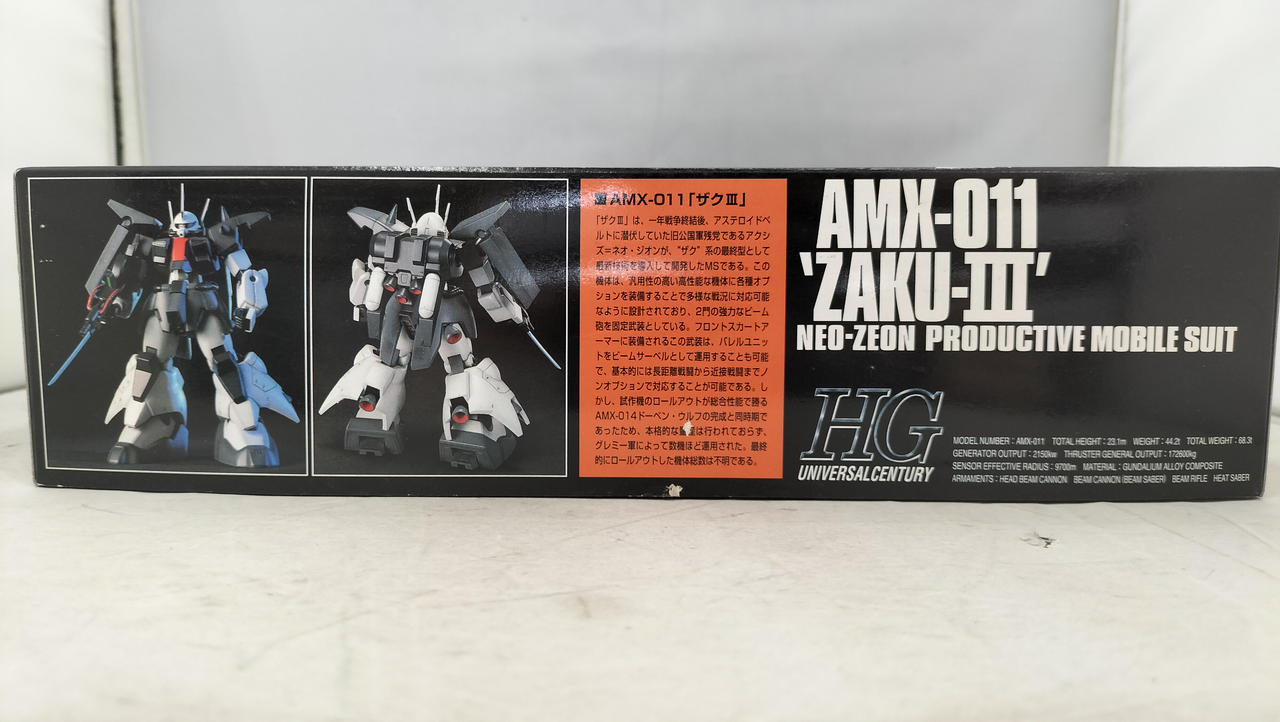 AMX-011「ザクⅢ」
「ザクⅢ」は、一年戦争終結後、アステロイドベ
ルトに潜伏していた旧公国軍残党であるアクシ
ズ=ネオ・ジオンが、“ザク”系の最終型として
最新技術を導入して開発したMSである。この
機体は、汎用性の高い高性能な機体に各種オプ
ションを装備することで多様な戦況に対応可能
なように設計されており、2門の強力なビーム
砲を固定武装としている。フロントスカートア
ーマーに装備されるこの武装は、バレルユニッ
トをビームサーベルとして運用することも可能
で、基本的には長距離戦闘から近接戦闘までノ
ンオプションで対応することが可能である。し
かし、試作機のロールアウトが総合性能で勝る
AMX-014ドーベン・ウルフの完成と同時期で
あったため、本格的な量産は行われておらず、
グレミー軍によって数機ほど運用された。最終
的にロールアウトした機体総数は不明である。
AMX-011
'ZAKU-III'
NEO-ZEON PRODUCTIVE MOBILE SUIT
HG
UNIVERSAL CENTURY
MODEL NUMBER : AMX-011 TOTAL HEIGHT : 23.1m WEIGHT : 44.2t TOTAL WEIGHT : 68.3t
GENERATOR OUTPUT : 2150kw THRUSTER GENERAL OUTPUT : 172600kg
SENSOR EFFECTIVE RADIUS : 9700m MATERIAL : GUNDALIUM ALLOY COMPOSITE
ARMAMENTS : HEAD BEAM CANNON BEAM CANNON (BEAM SABER) BEAM RIFLE HEAT SABER